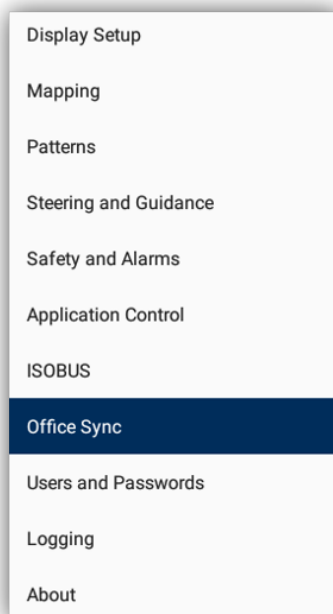 Display Setup
Mapping
Patterns
Steering and Guidance
Safety and Alarms
Application Control
ISOBUS
Office Sync
Users and Passwords
Logging
About